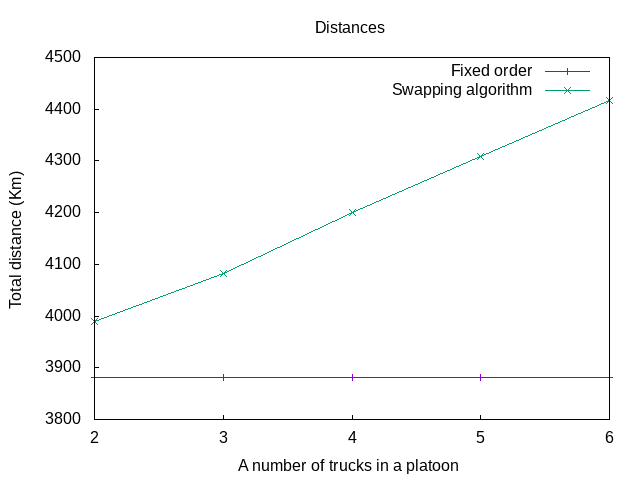 Distances
4500
4400
4300
4200
4100
4000
3900
3800
Total distance (Km)
Fixed order
Swapping algorithm
2 3 4 5 6
A number of trucks in a platoon